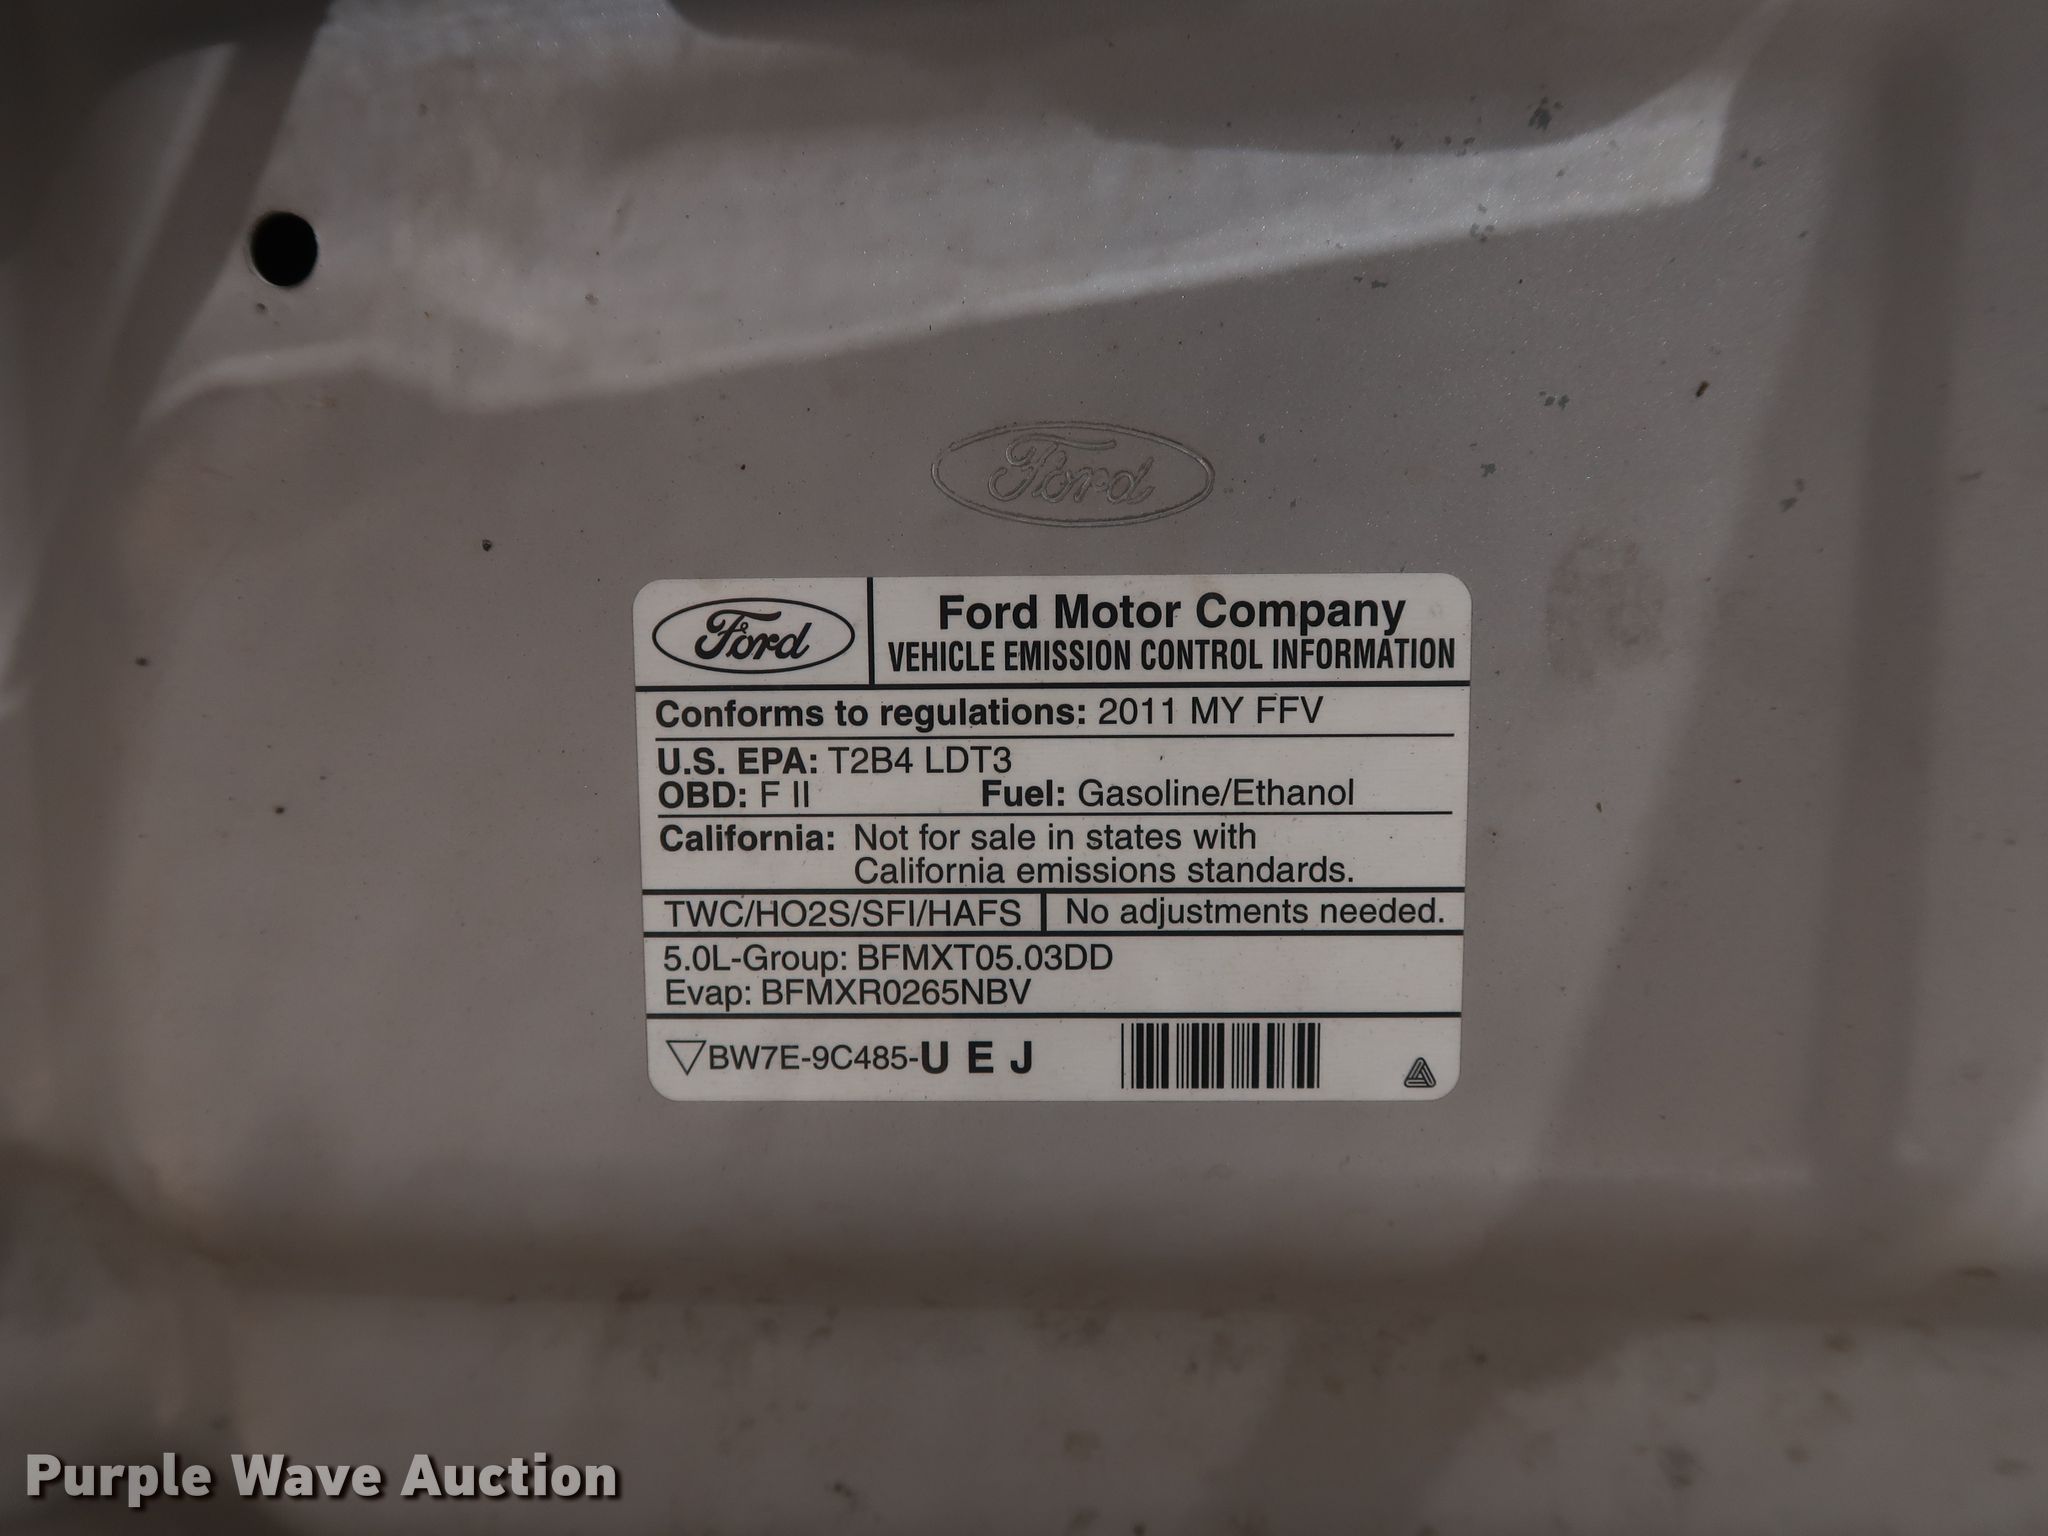 Ford
Ford
Ford Motor Company
VEHICLE EMISSION CONTROL INFORMATION
Conforms to regulations: 2011 MY FFV
U.S. EPA: T2B4 LDT3
OBD: F II Fuel: Gasoline/Ethanol
California: Not for sale in states with
California emissions standards.
TWC/HO2S/SFI/HAFS No adjustments needed.
5.0L-Group: BFMXT05.03DD
Evap: BFMXR0265NBV
BW7E-9C485-U E J
Purple Wave Auction